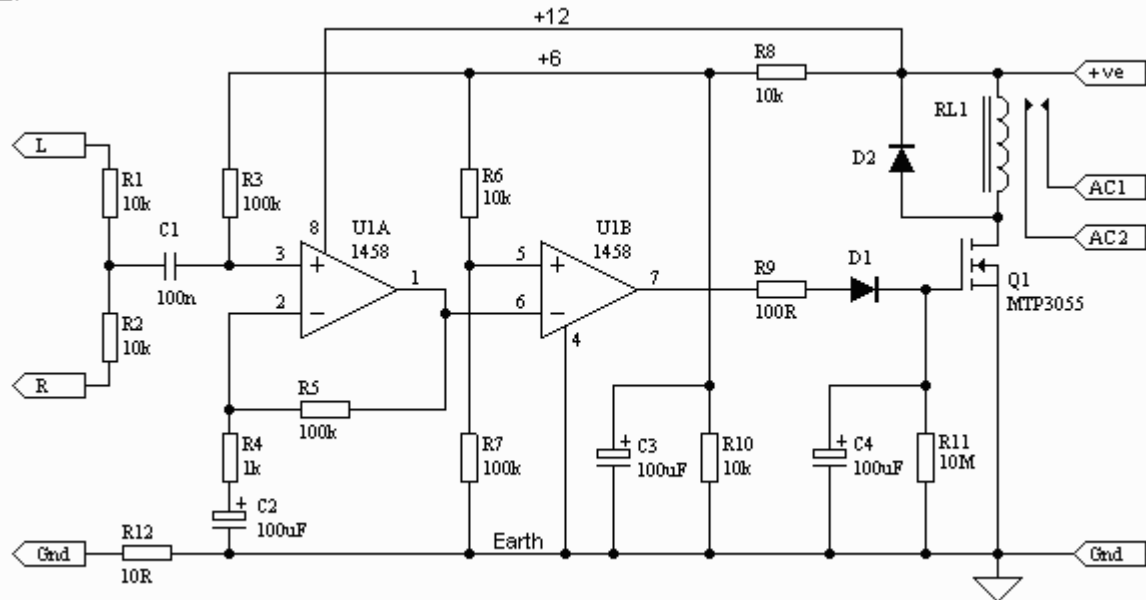 +12
+6
R8
10k
+ve
RL1
L
D2
R1
10k
R3
100k
R6
10k
AC1
AC2
C1
100n
8
U1A
1458
3
+
2
−
1
U1B
1458
5
+
6
−
7
4
R9
100R
D1
Q1
MTP3055
R2
10k
R
R5
100k
R4
1k
R7
100k
+
C3
100uF
R10
10k
+
C4
100uF
R11
10M
+
C2
100uF
Gnd
R12
10R
Earth
Gnd